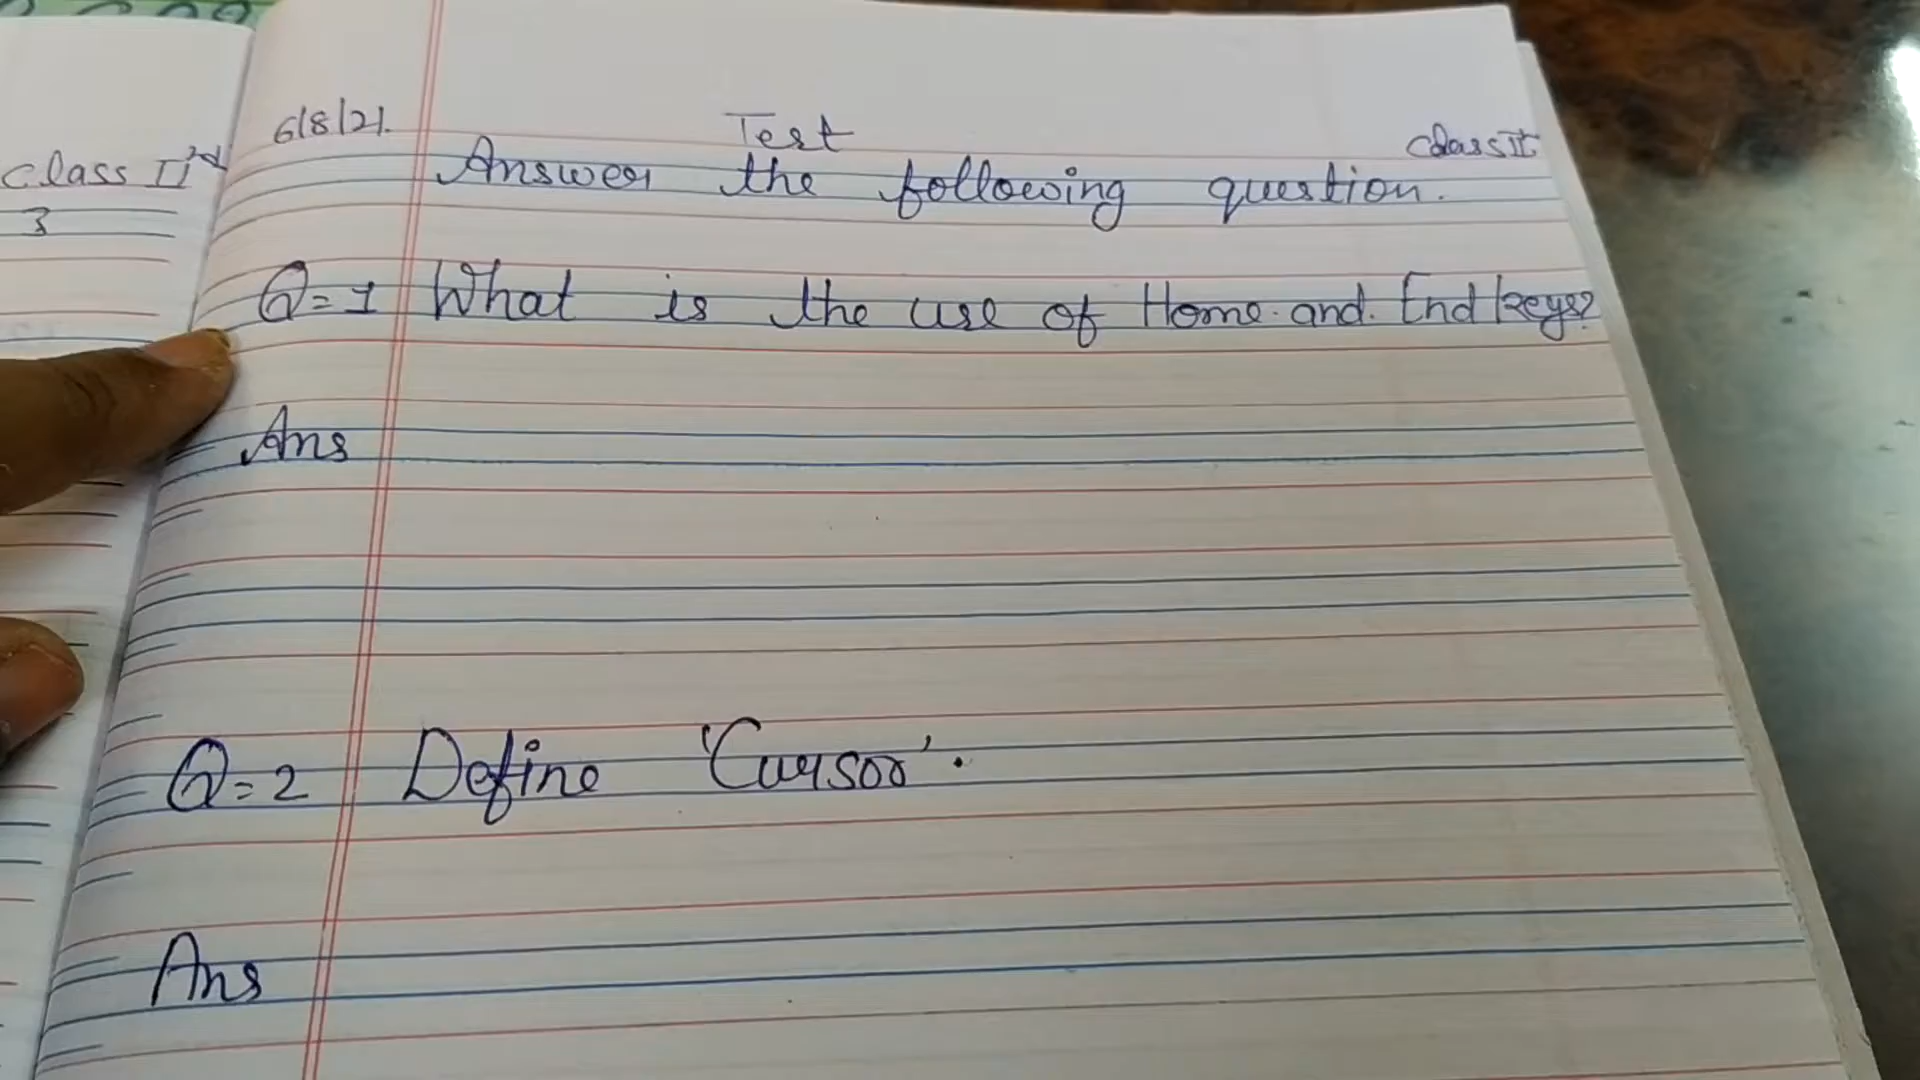 class IInd
3
6/8/21.
Test
class II
Answer the following question.
Q=1 What is the use of Home and End keys?
Ans
Q=2 Define 'Cursor'.
Ans